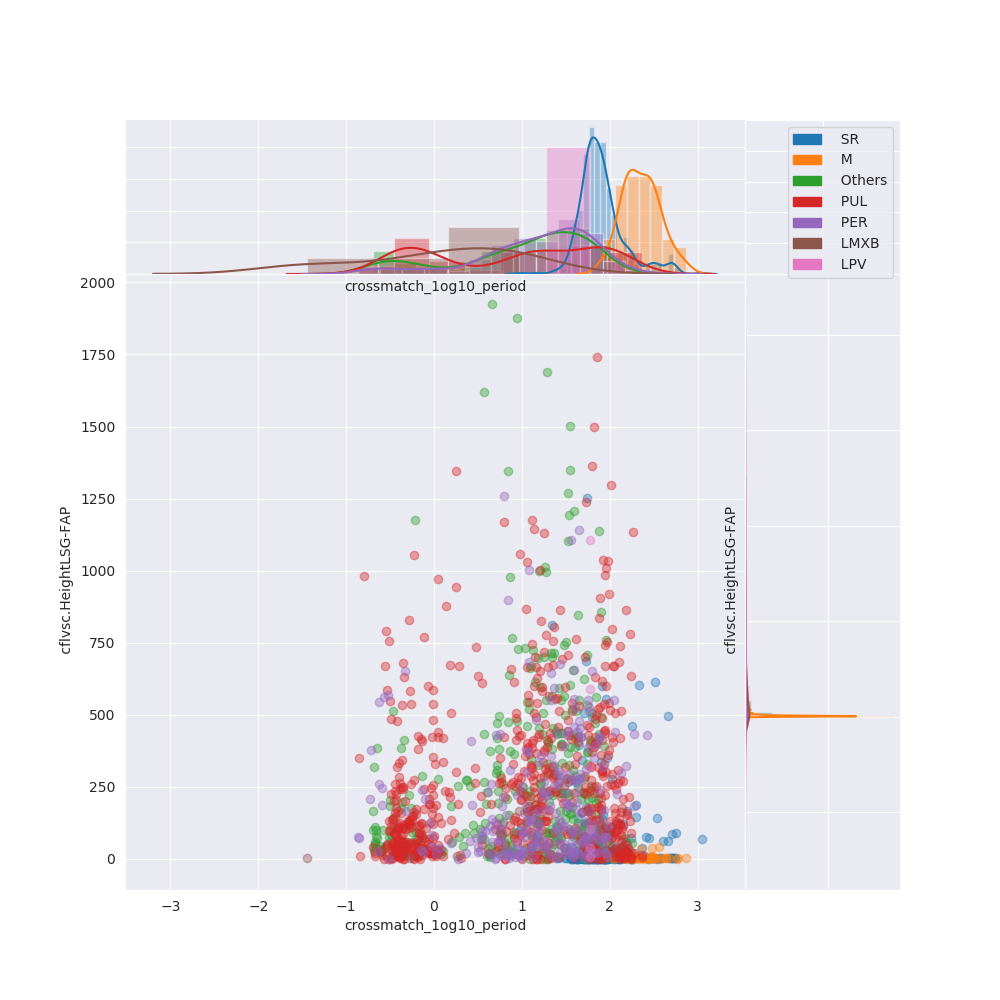 SR
M
Others
PUL
PER
LMXB
LPV
crossmatch_1og10_period
2000
1750
1500
1250
1000
750
500
250
0
cflvsc.HeightLSG-FAP
cflvsc.HeightLSG-FAP
−3
−2
−1
0
1
2
3
crossmatch_1og10_period